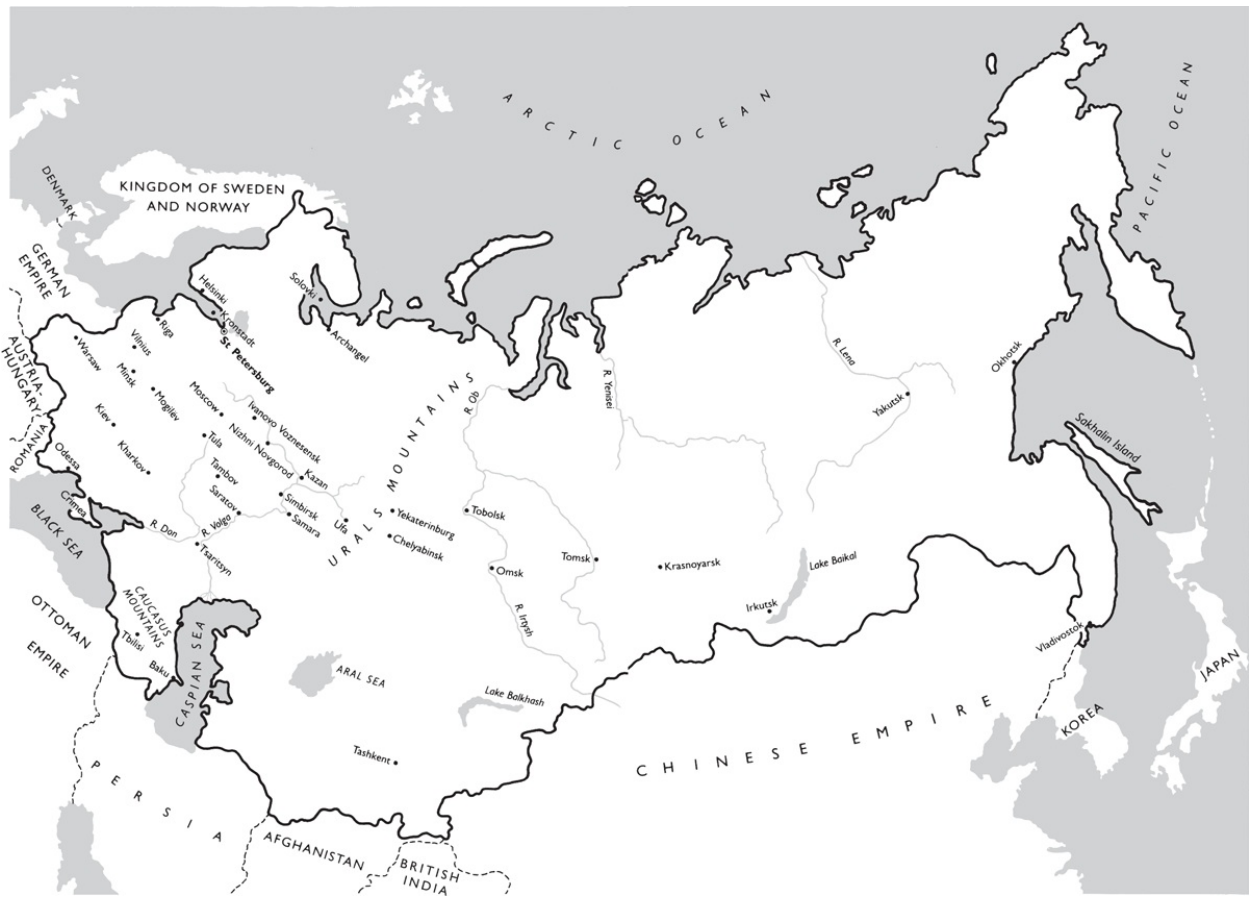 ARCTIC OCEAN
PACIFIC OCEAN
DENMARK
KINGDOM OF SWEDEN
AND NORWAY
GERMAN
EMPIRE
Helsinki
Solovki
Kronstadt
St Petersburg
Archangel
Riga
Vilnius
Warsaw
Minsk
Mogilev
AUSTRIA-
HUNGARY
ROMANIA
Moscow
Ivanovo Voznesensk
Nizhni Novgorod
Kiev
Tula
Kharkov
Odessa
Kazan
Tambov
Saratov
Simbirsk
Samara
Ufa
Crimea
BLACK SEA
R. Don
R. Volga
Tsaritsyn
URALS MOUNTAINS
Yekaterinburg
Chelyabinsk
R. Ob
Tobolsk
Omsk
R. Irtysh
R. Yenisei
Tomsk
Krasnoyarsk
R. Lena
Yakutsk
Okhotsk
Sakhalin Island
Lake Baikal
Irkutsk
Vladivostok
CAUCASUS
MOUNTAINS
Tbilisi
Baku
CASPIAN SEA
OTTOMAN
EMPIRE
ARAL SEA
Lake Balkhash
Tashkent
PERSIA
AFGHANISTAN
BRITISH
INDIA
CHINESE EMPIRE
KOREA
JAPAN